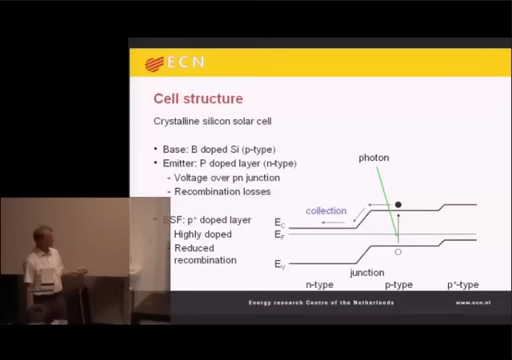 ECN
Cell structure
Crystalline silicon solar cell
• Base: B doped Si (p-type)
• Emitter: P doped layer (n-type)
- Voltage over pn junction
- Recombination losses
BSF: p⁺ doped layer
Highly doped
Reduced
recombination
photon
collection
E_C
E_F
E_V
junction
n-type
p-type
p⁺-type
Energy research Centre of the Netherlands
www.ecn.nl